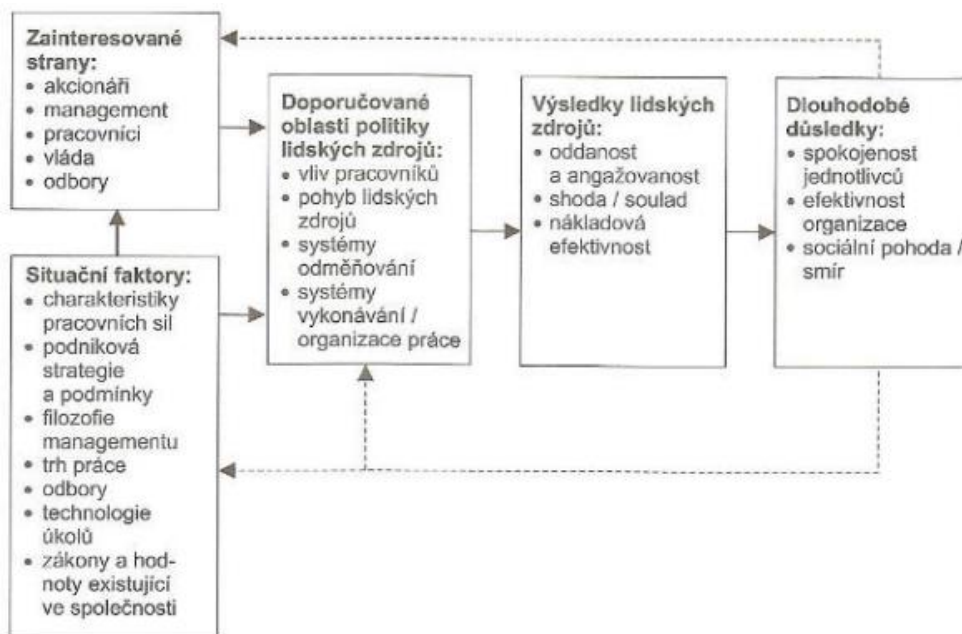 Zainteresované
strany:
• akcionáři
• management
• pracovníci
• vláda
• odbory
Situační faktory:
• charakteristiky
pracovních sil
• podniková
strategie
a podmínky
• filozofie
managementu
• trh práce
• odbory
• technologie
úkolů
• zákony a hod-
noty existující
ve společnosti
Doporučované
oblasti politiky
lidských zdrojů:
• vliv pracovníků
• pohyb lidských
zdrojů
• systémy
odměňování
• systémy
vykonávání /
organizace práce
Výsledky lidských
zdrojů:
• oddanost
a angažovanost
• shoda / soulad
• nákladová
efektivnost
Dlouhodobé
důsledky:
• spokojenost
jednotlivců
• efektivnost
organizace
• sociální pohoda /
smír